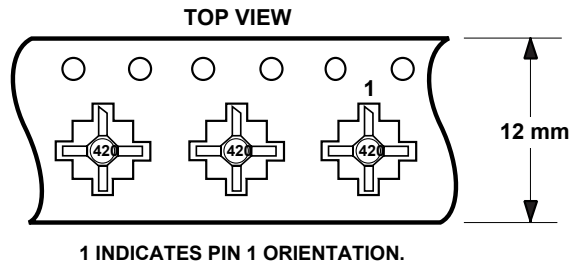 TOP VIEW
1
12 mm
420 420 420
1 INDICATES PIN 1 ORIENTATION.